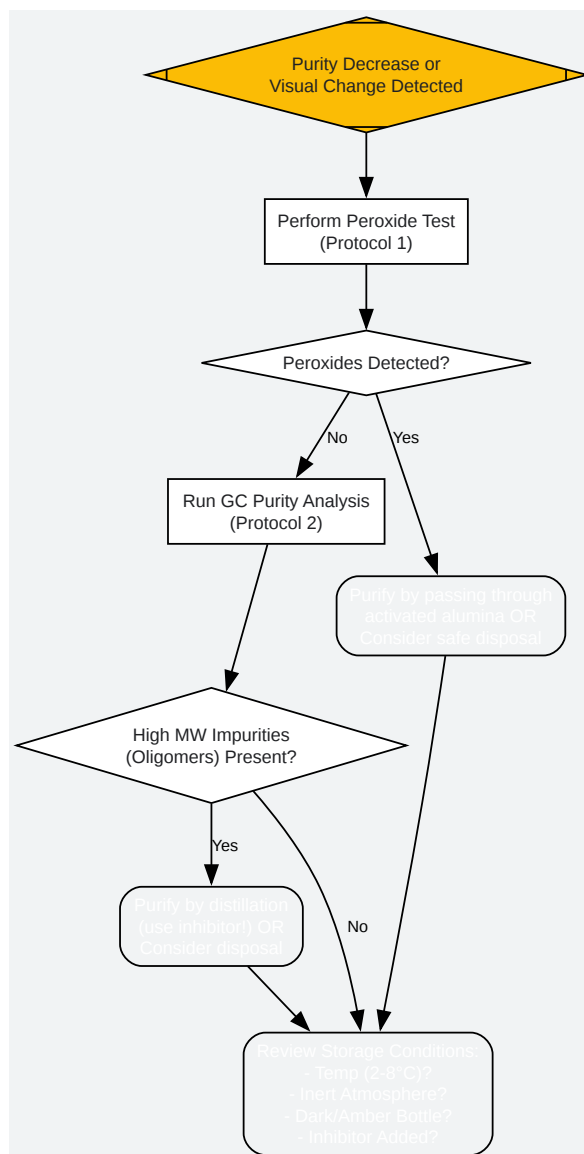 Purity Decrease or
Visual Change Detected
Perform Peroxide Test
(Protocol 1)
Peroxides Detected?
No
Yes
Run GC Purity Analysis
(Protocol 2)
Purify by passing through
activated alumina OR
Consider safe disposal
High MW Impurities
(Oligomers) Present?
Yes
Purify by distillation
(use inhibitor!) OR
Consider disposal
No
Review Storage Conditions:
- Temp (2-8°C)?
- Inert Atmosphere?
- Dark/Amber Bottle?
- Inhibitor Added?